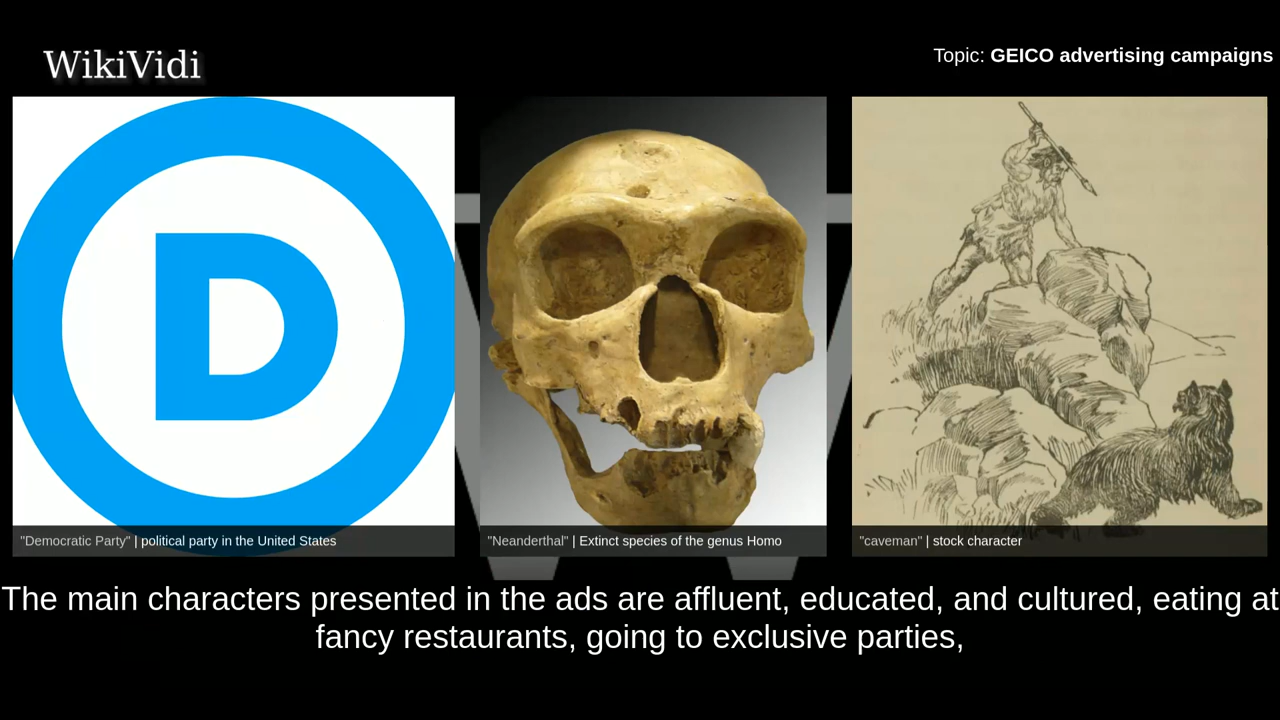 WikiVidi
Topic: GEICO advertising campaigns
D
"Democratic Party" | political party in the United States
"Neanderthal" | Extinct species of the genus Homo
"caveman" | stock character
The main characters presented in the ads are affluent, educated, and cultured, eating at
fancy restaurants, going to exclusive parties,